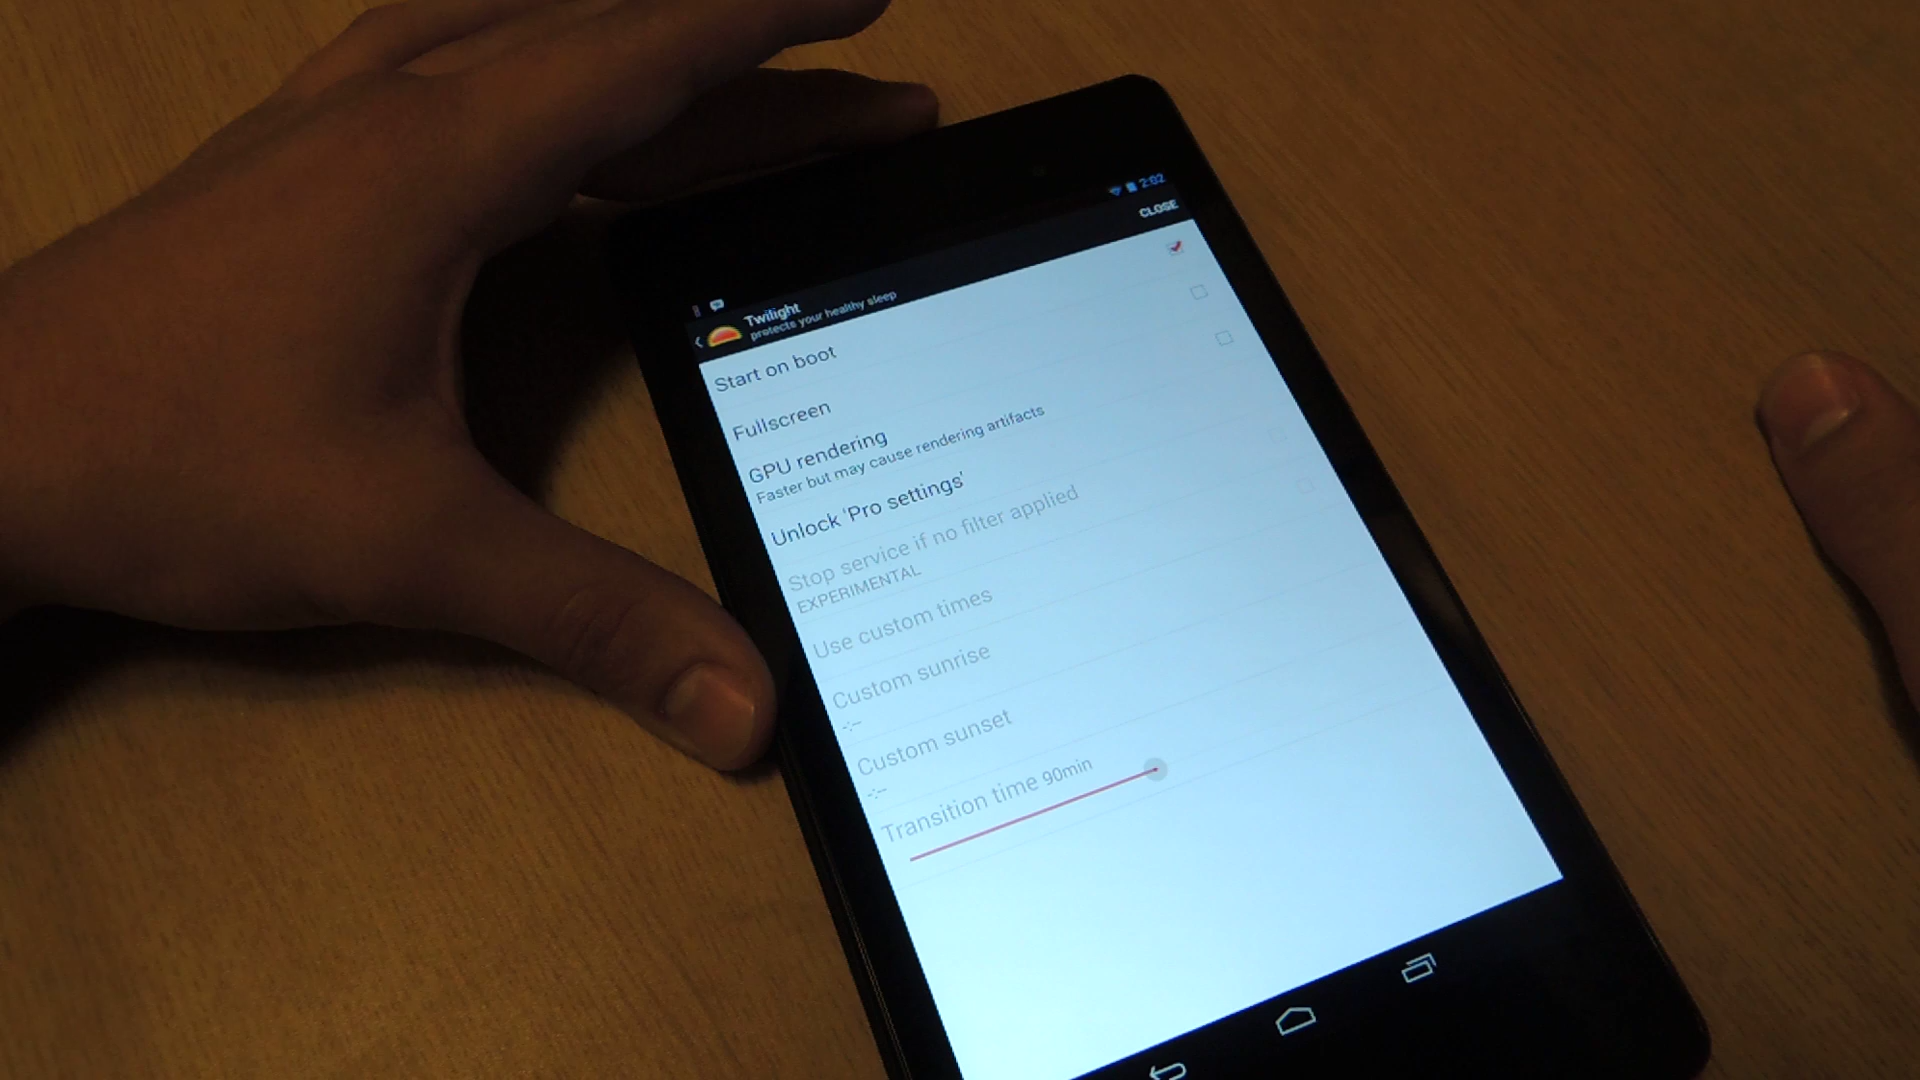 2:02
CLOSE
Twilight
protects your healthy sleep
Start on boot
Fullscreen
GPU rendering
Faster but may cause rendering artifacts
Unlock 'Pro settings'
Stop service if no filter applied
EXPERIMENTAL
Use custom times
Custom sunrise
-:--
Custom sunset
-:--
Transition time 90min